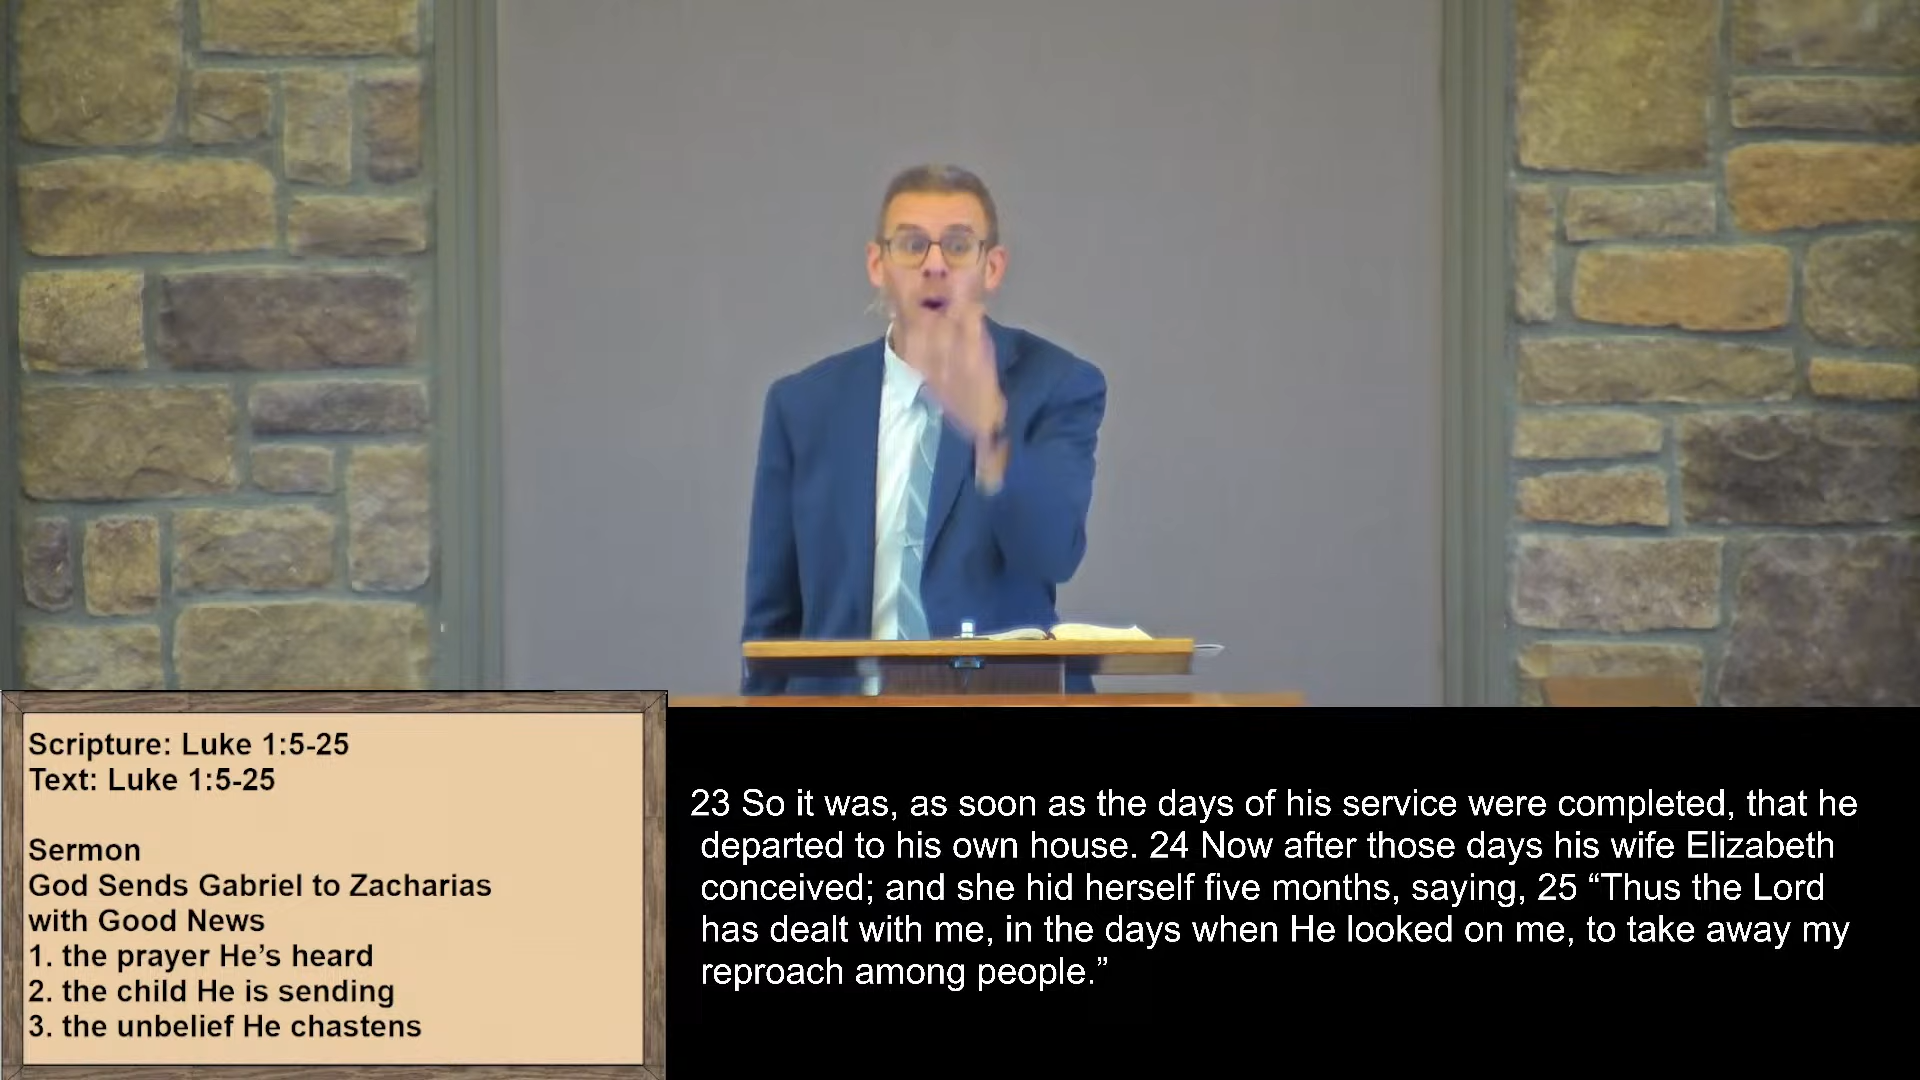 Scripture: Luke 1:5-25
Text: Luke 1:5-25
Sermon
God Sends Gabriel to Zacharias
with Good News
1. the prayer He’s heard
2. the child He is sending
3. the unbelief He chastens
23 So it was, as soon as the days of his service were completed, that he
departed to his own house. 24 Now after those days his wife Elizabeth
conceived; and she hid herself five months, saying, 25 “Thus the Lord
has dealt with me, in the days when He looked on me, to take away my
reproach among people.”